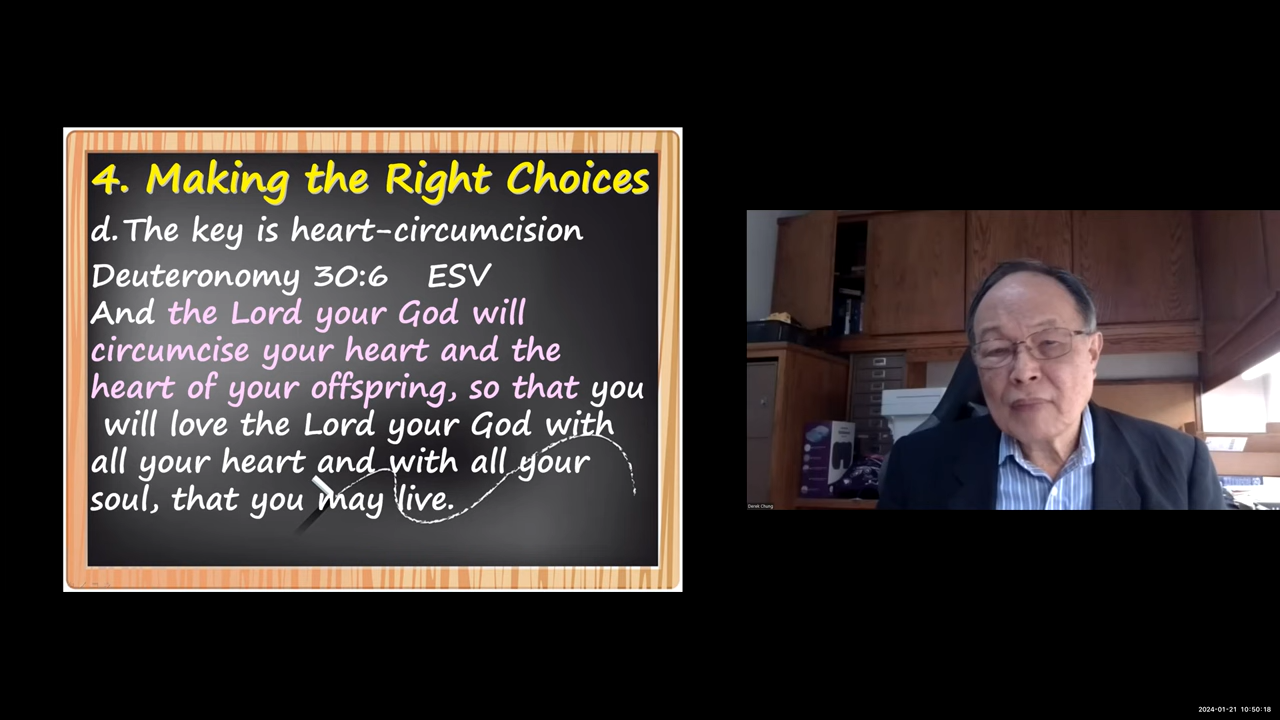 4. Making the Right Choices
d. The key is heart-circumcision
Deuteronomy 30:6 ESV
And the Lord your God will
circumcise your heart and the
heart of your offspring, so that you
will love the Lord your God with
all your heart and with all your
soul, that you may live.
Derek Chung
2024-01-21 10:50:18